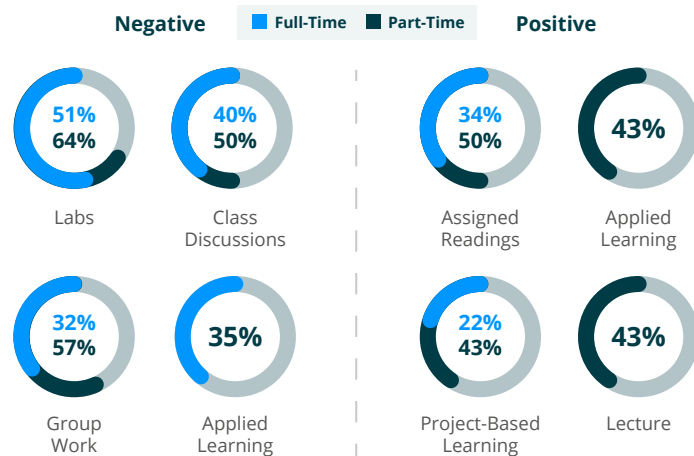 Negative
Full-Time
Part-Time
Positive
51%
64%
Labs
40%
50%
Class
Discussions
34%
50%
Assigned
Readings
43%
Applied
Learning
32%
57%
Group
Work
35%
Applied
Learning
22%
43%
Project-Based
Learning
43%
Lecture